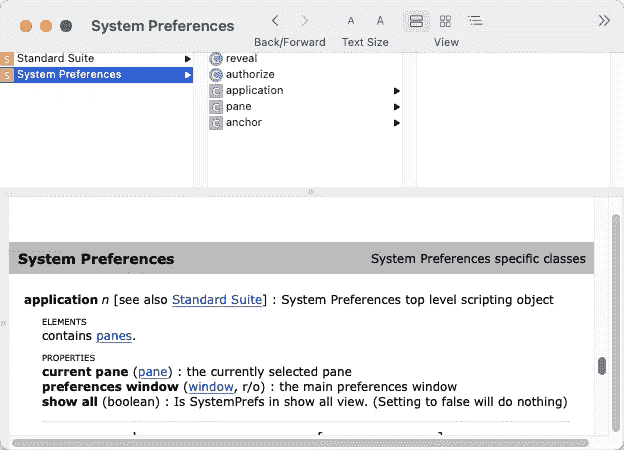 System Preferences
A A
Back/Forward Text Size View
S Standard Suite
S System Preferences
reveal
authorize
C application
C pane
C anchor
System Preferences System Preferences specific classes
application n [see also Standard Suite] : System Preferences top level scripting object
ELEMENTS
contains panes.
PROPERTIES
current pane (pane) : the currently selected pane
preferences window (window, r/o) : the main preferences window
show all (boolean) : Is SystemPrefs in show all view. (Setting to false will do nothing)